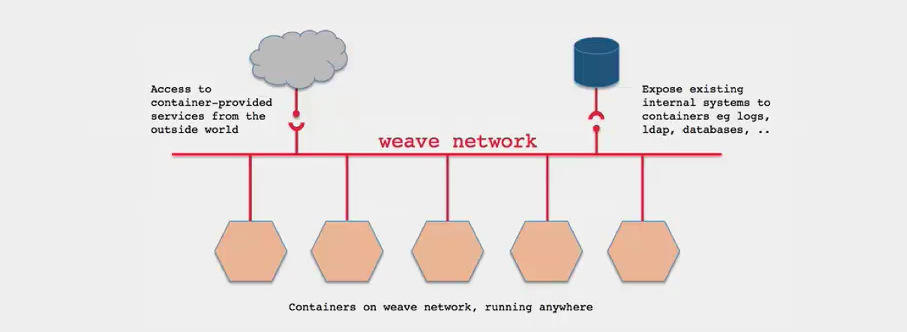 Access to
container-provided
services from the
outside world
Expose existing
internal systems to
containers eg logs,
ldap, databases, ..
weave network
Containers on weave network, running anywhere